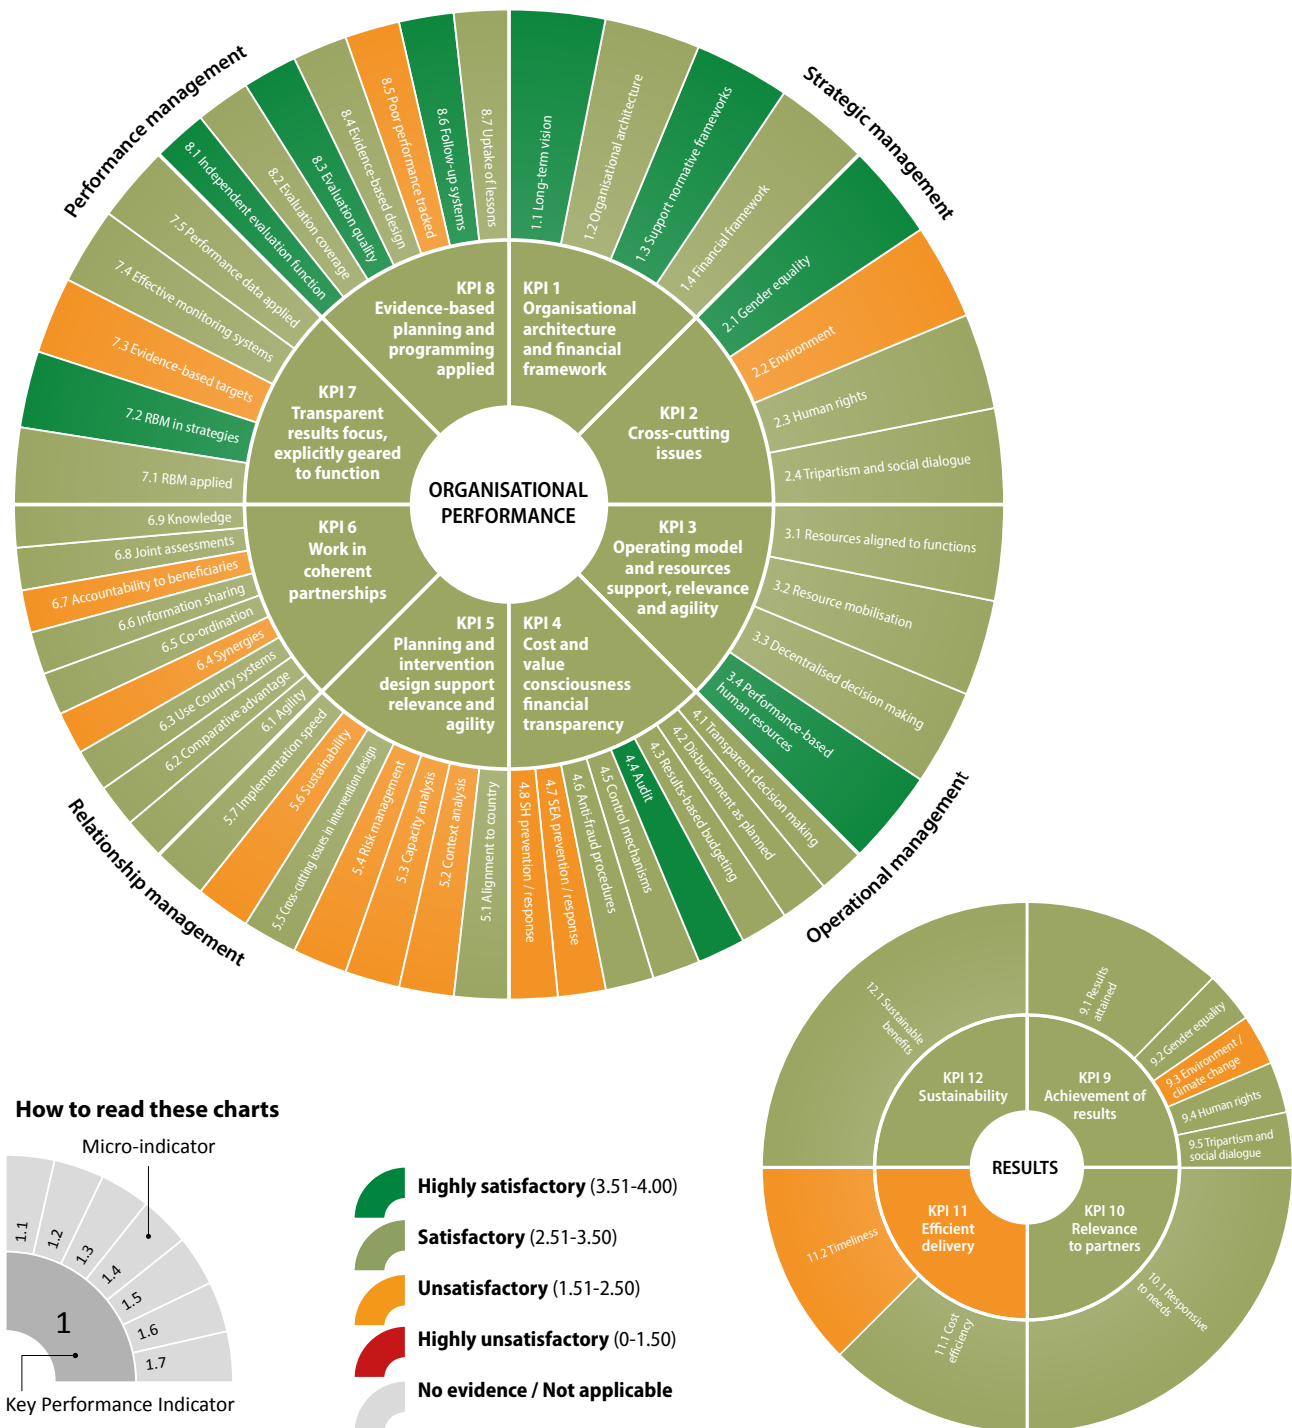 Performance management
Strategic management
Operational management
Relationship management
ORGANISATIONAL
PERFORMANCE
KPI 1
Organisational
architecture
and financial
framework
1.1 Long-term vision
1.2 Organisational architecture
1.3 Support normative frameworks
1.4 Financial framework
KPI 2
Cross-cutting
issues
2.1 Gender equality
2.2 Environment
2.3 Human rights
2.4 Tripartism and social dialogue
KPI 3
Operating model
and resources
support, relevance
and agility
3.1 Resources aligned to functions
3.2 Resource mobilisation
3.3 Decentralised decision making
3.4 Performance-based
human resources
KPI 4
Cost and
value
consciousness
financial
transparency
4.1 Transparent decision making
4.2 Disbursement as planned
4.3 Results-based budgeting
4.4 Audit
4.5 Control mechanisms
4.6 Anti-fraud procedures
4.7 SEA prevention / response
4.8 SH prevention / response
KPI 5
Planning and
intervention
design support
relevance and
agility
5.1 Alignment to country
5.2 Context analysis
5.3 Capacity analysis
5.4 Risk management
5.5 Cross-cutting issues in intervention design
5.6 Sustainability
5.7 Implementation speed
KPI 6
Work in
coherent
partnerships
6.1 Agility
6.2 Comparative advantage
6.3 Use Country systems
6.4 Synergies
6.5 Co-ordination
6.6 Information sharing
6.7 Accountability to beneficiaries
6.8 Joint assessments
6.9 Knowledge
KPI 7
Transparent
results focus,
explicitly geared
to function
7.1 RBM applied
7.2 RBM in strategies
7.3 Evidence-based targets
7.4 Effective monitoring systems
7.5 Performance data applied
KPI 8
Evidence-based
planning and
programming
applied
8.1 Independent evaluation function
8.2 Evaluation coverage
8.3 Evaluation quality
8.4 Evidence-based design
8.5 Poor performance tracked
8.6 Follow-up systems
8.7 Uptake of lessons
RESULTS
KPI 9
Achievement of
results
9.1 Results
attained
9.2 Gender equality
9.3 Environment /
climate change
9.4 Human rights
9.5 Tripartism and
social dialogue
KPI 10
Relevance
to partners
10.1 Responsive
to needs
KPI 11
Efficient
delivery
11.1 Cost
efficiency
11.2 Timeliness
KPI 12
Sustainability
12.1 Sustainable
benefits
How to read these charts
Micro-indicator
1.1
1.2
1.3
1.4
1.5
1.6
1.7
1
Key Performance Indicator
Highly satisfactory (3.51-4.00)
Satisfactory (2.51-3.50)
Unsatisfactory (1.51-2.50)
Highly unsatisfactory (0-1.50)
No evidence / Not applicable